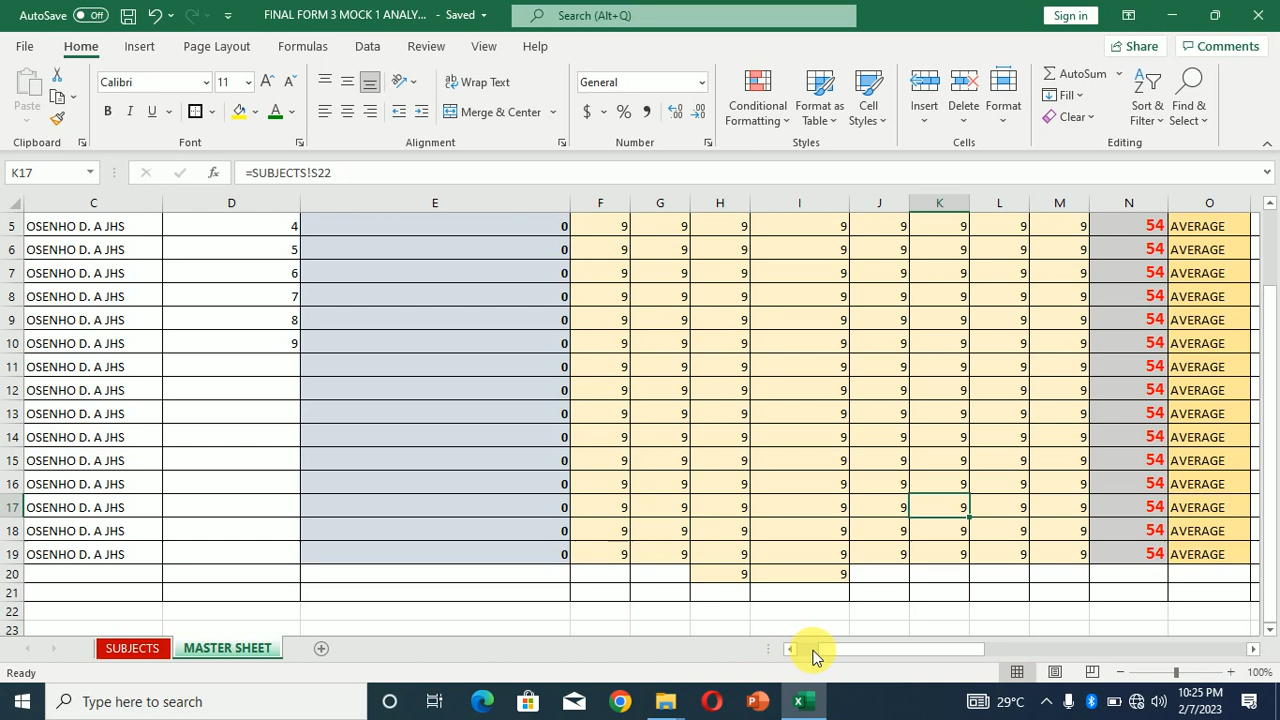 AutoSave Off FINAL FORM 3 MOCK 1 ANALY... - Saved Search (Alt+Q) Sign in
File Home Insert Page Layout Formulas Data Review View Help Share Comments
Paste Calibri 11 Wrap Text General Conditional Formatting Format as Table Cell Styles Insert Delete Format AutoSum Sort & Filter Find & Select
B I U A Merge & Center $ % , Fill
Clear
Clipboard Font Alignment Number Styles Cells Editing
K17 fx =SUBJECTS!S22
C D E F G H I J K L M N O
5 OSENHO D. A JHS 4 0 9 9 9 9 9 9 9 9 54 AVERAGE
6 OSENHO D. A JHS 5 0 9 9 9 9 9 9 9 9 54 AVERAGE
7 OSENHO D. A JHS 6 0 9 9 9 9 9 9 9 9 54 AVERAGE
8 OSENHO D. A JHS 7 0 9 9 9 9 9 9 9 9 54 AVERAGE
9 OSENHO D. A JHS 8 0 9 9 9 9 9 9 9 9 54 AVERAGE
10 OSENHO D. A JHS 9 0 9 9 9 9 9 9 9 9 54 AVERAGE
11 OSENHO D. A JHS 0 9 9 9 9 9 9 9 9 54 AVERAGE
12 OSENHO D. A JHS 0 9 9 9 9 9 9 9 9 54 AVERAGE
13 OSENHO D. A JHS 0 9 9 9 9 9 9 9 9 54 AVERAGE
14 OSENHO D. A JHS 0 9 9 9 9 9 9 9 9 54 AVERAGE
15 OSENHO D. A JHS 0 9 9 9 9 9 9 9 9 54 AVERAGE
16 OSENHO D. A JHS 0 9 9 9 9 9 9 9 9 54 AVERAGE
17 OSENHO D. A JHS 0 9 9 9 9 9 9 9 9 54 AVERAGE
18 OSENHO D. A JHS 0 9 9 9 9 9 9 9 9 54 AVERAGE
19 OSENHO D. A JHS 0 9 9 9 9 9 9 9 9 54 AVERAGE
20 9 9
21
22
23
SUBJECTS MASTER SHEET
Ready 100%
Type here to search 29°C 10:25 PM
2/7/2023